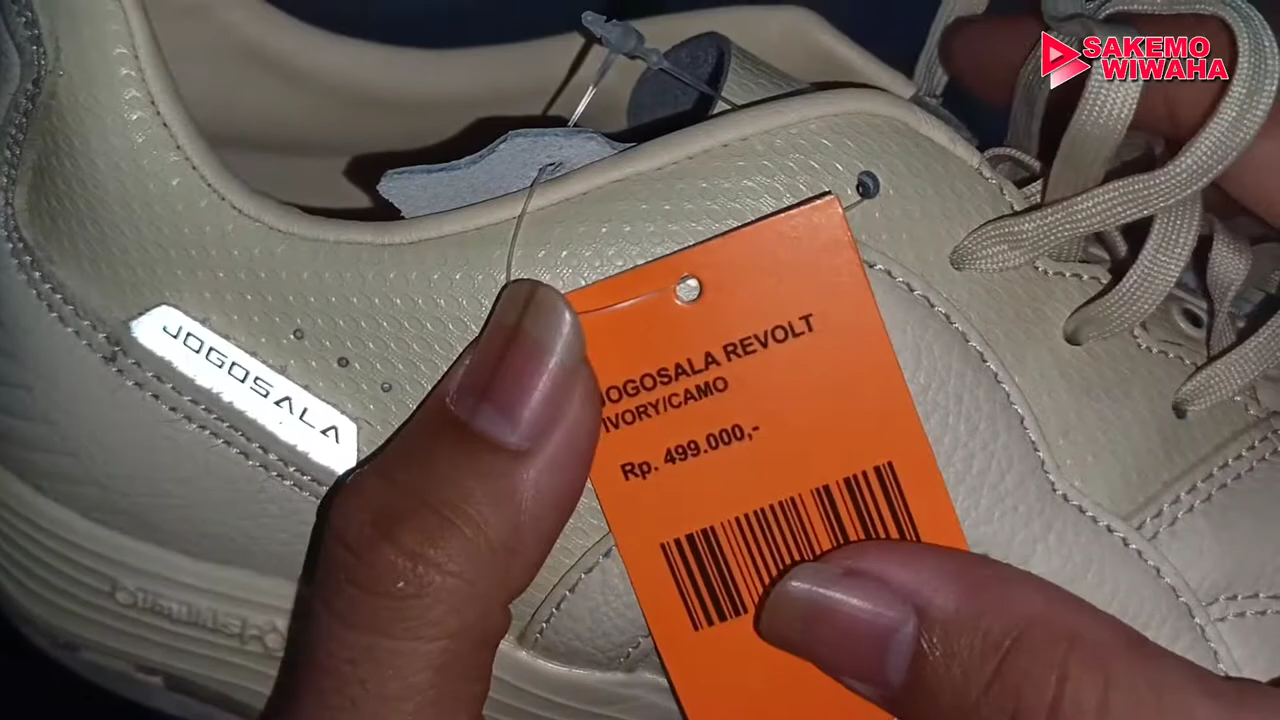 SAKEMO
WIWAHA
JOGOSALA
JOGOSALA REVOLT
IVORY/CAMO
Rp. 499.000,-